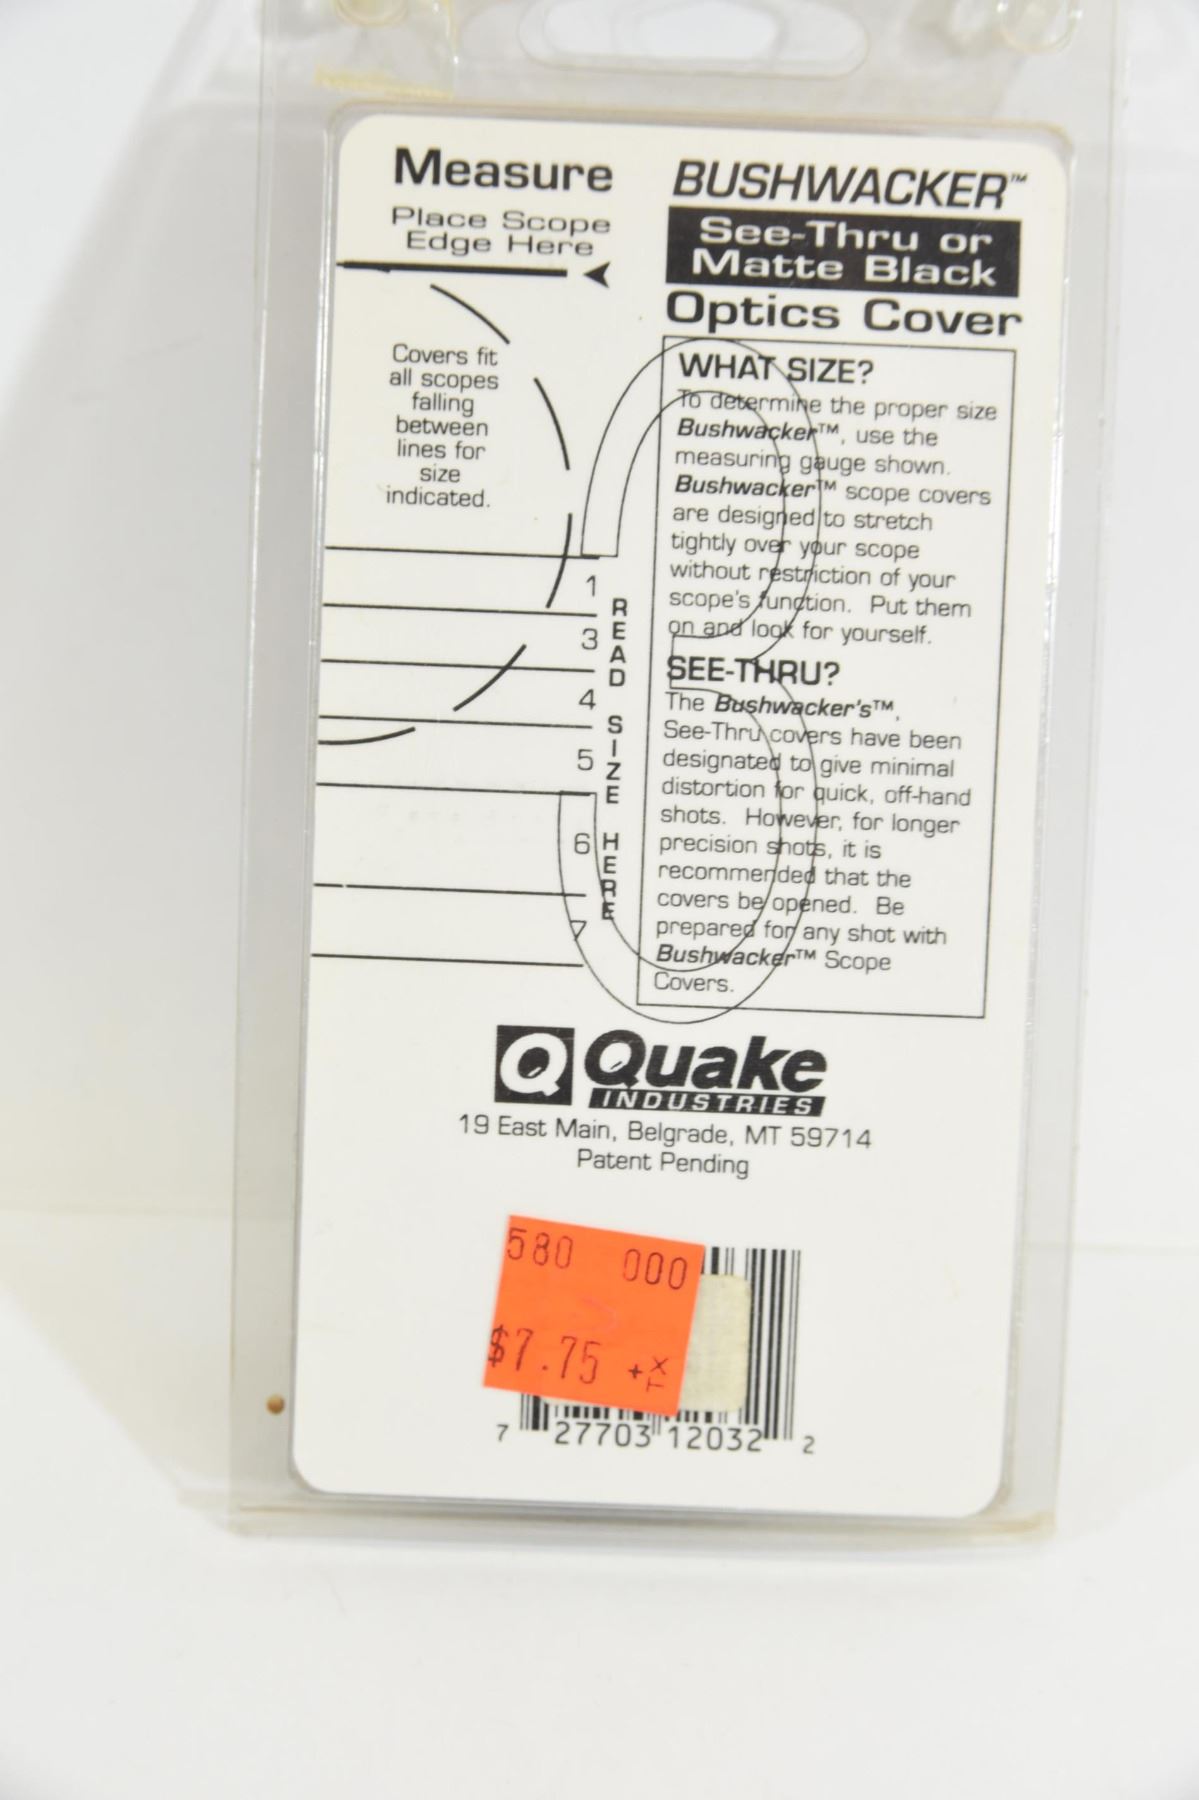 Measure
Place Scope
Edge Here
Covers fit
all scopes
falling
between
lines for
size
indicated.
1
3
4
5
6
7
READ SIZE HERE
BUSHWACKER™
See-Thru or
Matte Black
Optics Cover
WHAT SIZE?
To determine the proper size
Bushwacker™, use the
measuring gauge shown.
Bushwacker™ scope covers
are designed to stretch
tightly over your scope
without restriction of your
scope's function. Put them
on and look for yourself.
SEE-THRU?
The Bushwacker's™,
See-Thru covers have been
designated to give minimal
distortion for quick, off-hand
shots. However, for longer
precision shots, it is
recommended that the
covers be opened. Be
prepared for any shot with
Bushwacker™ Scope
Covers.
Q Quake
INDUSTRIES
19 East Main, Belgrade, MT 59714
Patent Pending
580 000
$7.75 +TX
7 27703 12032 2